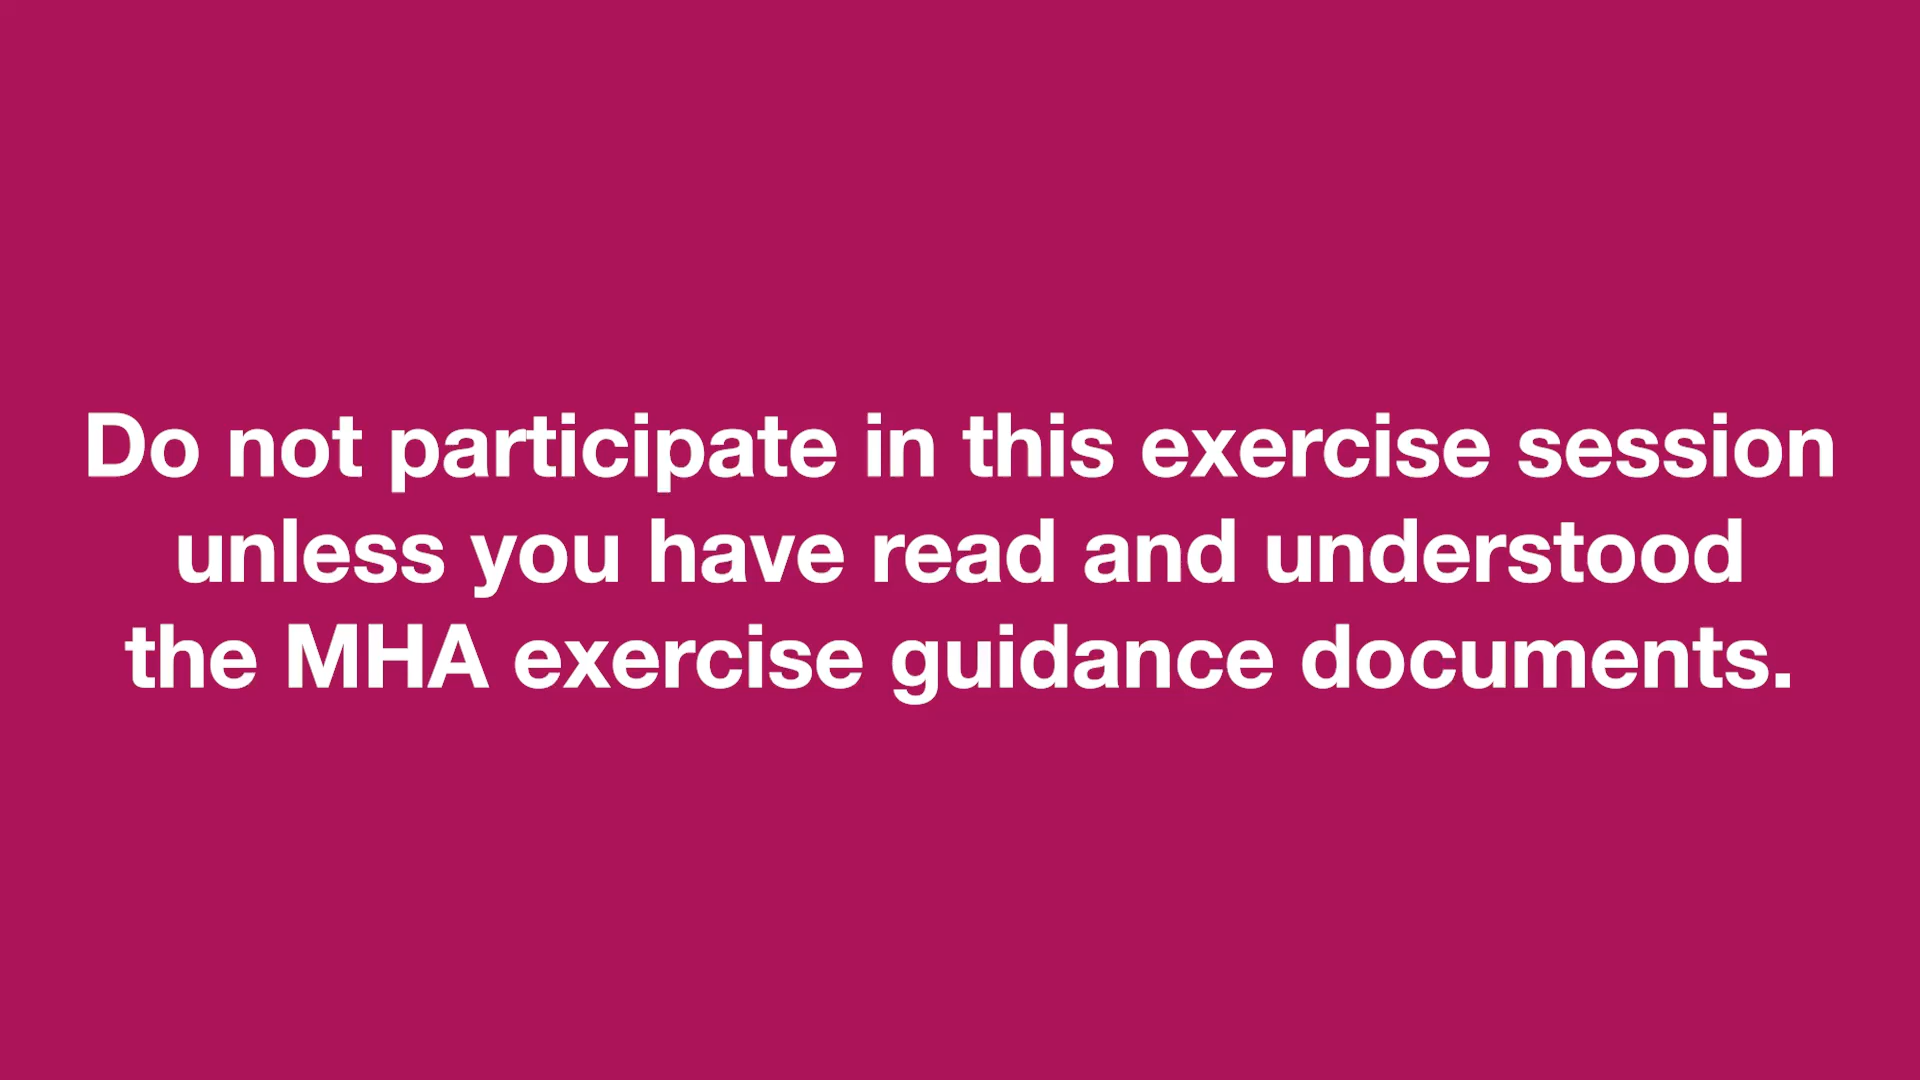 Do not participate in this exercise session
unless you have read and understood
the MHA exercise guidance documents.